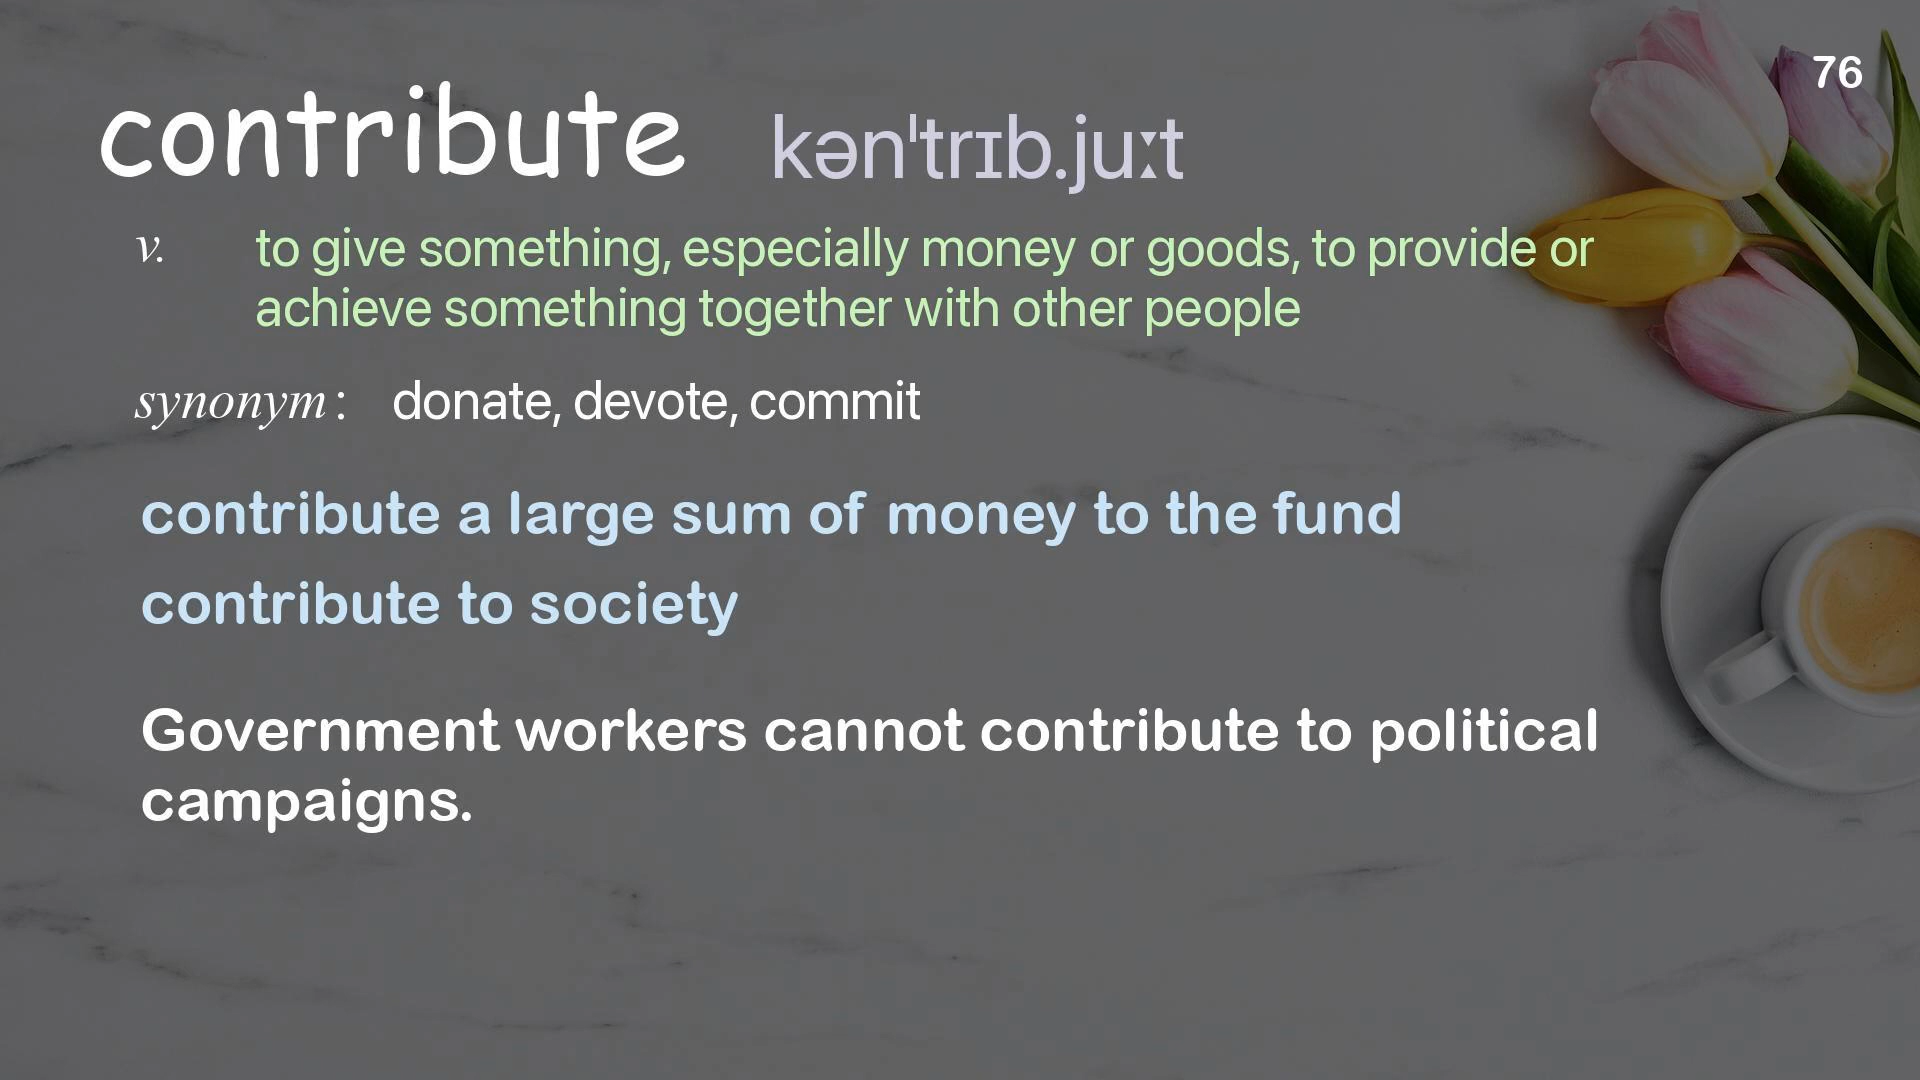 76
contribute kən'trɪb.juːt
v. to give something, especially money or goods, to provide or
achieve something together with other people
synonym : donate, devote, commit
contribute a large sum of money to the fund
contribute to society
Government workers cannot contribute to political
campaigns.